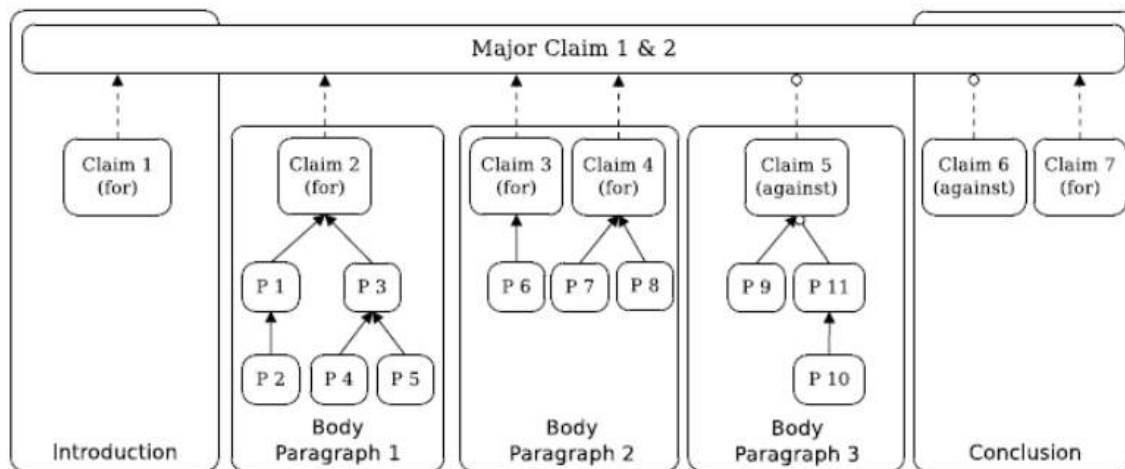 Major Claim 1 & 2
Claim 1
(for)
Claim 2
(for)
Claim 3
(for)
Claim 4
(for)
Claim 5
(against)
Claim 6
(against)
Claim 7
(for)
P 1
P 3
P 6
P 7
P 8
P 9
P 11
P 2
P 4
P 5
P 10
Introduction
Body
Paragraph 1
Body
Paragraph 2
Body
Paragraph 3
Conclusion